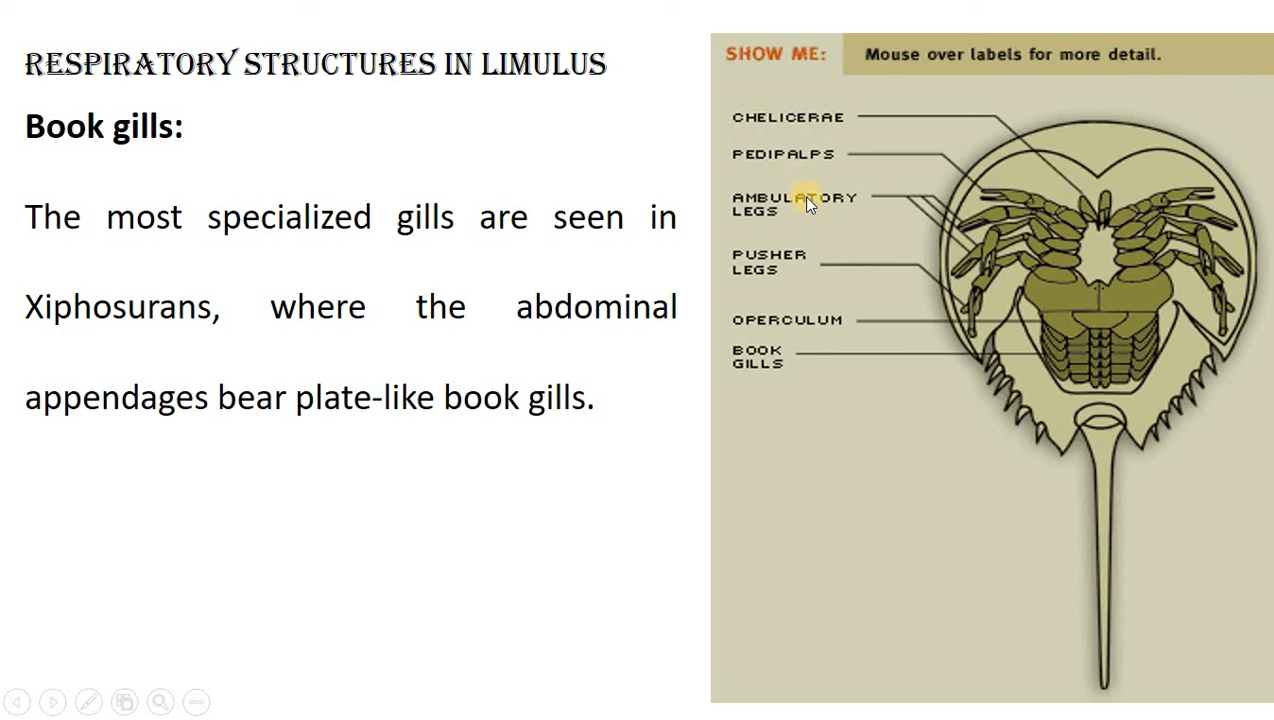 RESPIRATORY STRUCTURES IN LIMULUS
Book gills:
The most specialized gills are seen in
Xiphosurans, where the abdominal
appendages bear plate-like book gills.
SHOW ME:
Mouse over labels for more detail.
CHELICERAE
PEDIPALPS
AMBULATORY
LEGS
PUSHER
LEGS
OPERCULUM
BOOK
GILLS